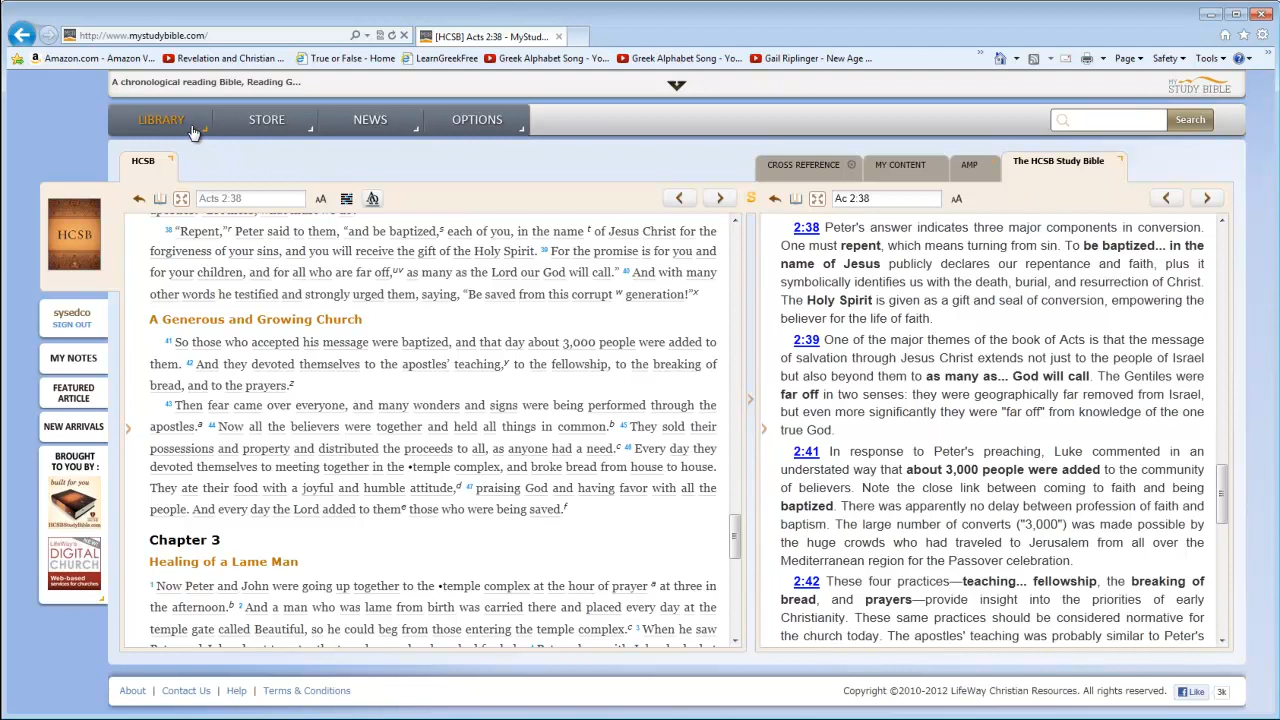 http://www.mystudybible.com/
[HCSB] Acts 2:38 - MyStud...
Amazon.com - Amazon V...
Revelation and Christian ...
True or False - Home
LearnGreekFree
Greek Alphabet Song - Yo...
Greek Alphabet Song - Yo...
Gail Riplinger - New Age ...
Page
Safety
Tools
A chronological reading Bible, Reading G...
MY
STUDY BIBLE
LIBRARY
STORE
NEWS
OPTIONS
Search
HCSB
CROSS REFERENCE
MY CONTENT
AMP
The HCSB Study Bible
Acts 2:38
AA
S
Ac 2:38
AA
HCSB
sysedco
SIGN OUT
MY NOTES
FEATURED
ARTICLE
NEW ARRIVALS
BROUGHT
TO YOU BY :
built for you
HCSBStudyBible.com
LifeWay's
DIGITAL
CHURCH
Web-based
services for churches
38 “Repent,”r Peter said to them, “and be baptized,s each of you, in the name t of Jesus Christ for the
forgiveness of your sins, and you will receive the gift of the Holy Spirit. 39 For the promise is for you and
for your children, and for all who are far off,uv as many as the Lord our God will call.” 40 And with many
other words he testified and strongly urged them, saying, “Be saved from this corrupt w generation!”x
A Generous and Growing Church
41 So those who accepted his message were baptized, and that day about 3,000 people were added to
them. 42 And they devoted themselves to the apostles’ teaching,y to the fellowship, to the breaking of
bread, and to the prayers.z
43 Then fear came over everyone, and many wonders and signs were being performed through the
apostles.a 44 Now all the believers were together and held all things in common.b 45 They sold their
possessions and property and distributed the proceeds to all, as anyone had a need.c 46 Every day they
devoted themselves to meeting together in the •temple complex, and broke bread from house to house.
They ate their food with a joyful and humble attitude,d 47 praising God and having favor with all the
people. And every day the Lord added to theme those who were being saved.f
Chapter 3
Healing of a Lame Man
1 Now Peter and John were going up together to the •temple complex at the hour of prayer a at three in
the afternoon.b 2 And a man who was lame from birth was carried there and placed every day at the
temple gate called Beautiful, so he could beg from those entering the temple complex.c 3 When he saw
2:38 Peter's answer indicates three major components in conversion.
One must repent, which means turning from sin. To be baptized... in the
name of Jesus publicly declares our repentance and faith, plus it
symbolically identifies us with the death, burial, and resurrection of Christ.
The Holy Spirit is given as a gift and seal of conversion, empowering the
believer for the life of faith.
2:39 One of the major themes of the book of Acts is that the message
of salvation through Jesus Christ extends not just to the people of Israel
but also beyond them to as many as... God will call. The Gentiles were
far off in two senses: they were geographically far removed from Israel,
but even more significantly they were "far off" from knowledge of the one
true God.
2:41 In response to Peter's preaching, Luke commented in an
understated way that about 3,000 people were added to the community
of believers. Note the close link between coming to faith and being
baptized. There was apparently no delay between profession of faith and
baptism. The large number of converts ("3,000") was made possible by
the huge crowds who had traveled to Jerusalem from all over the
Mediterranean region for the Passover celebration.
2:42 These four practices—teaching... fellowship, the breaking of
bread, and prayers—provide insight into the priorities of early
Christianity. These same practices should be considered normative for
the church today. The apostles' teaching was probably similar to Peter's
About | Contact Us | Help | Terms & Conditions
Copyright ©2010-2012 LifeWay Christian Resources. All rights reserved.
Like
3k